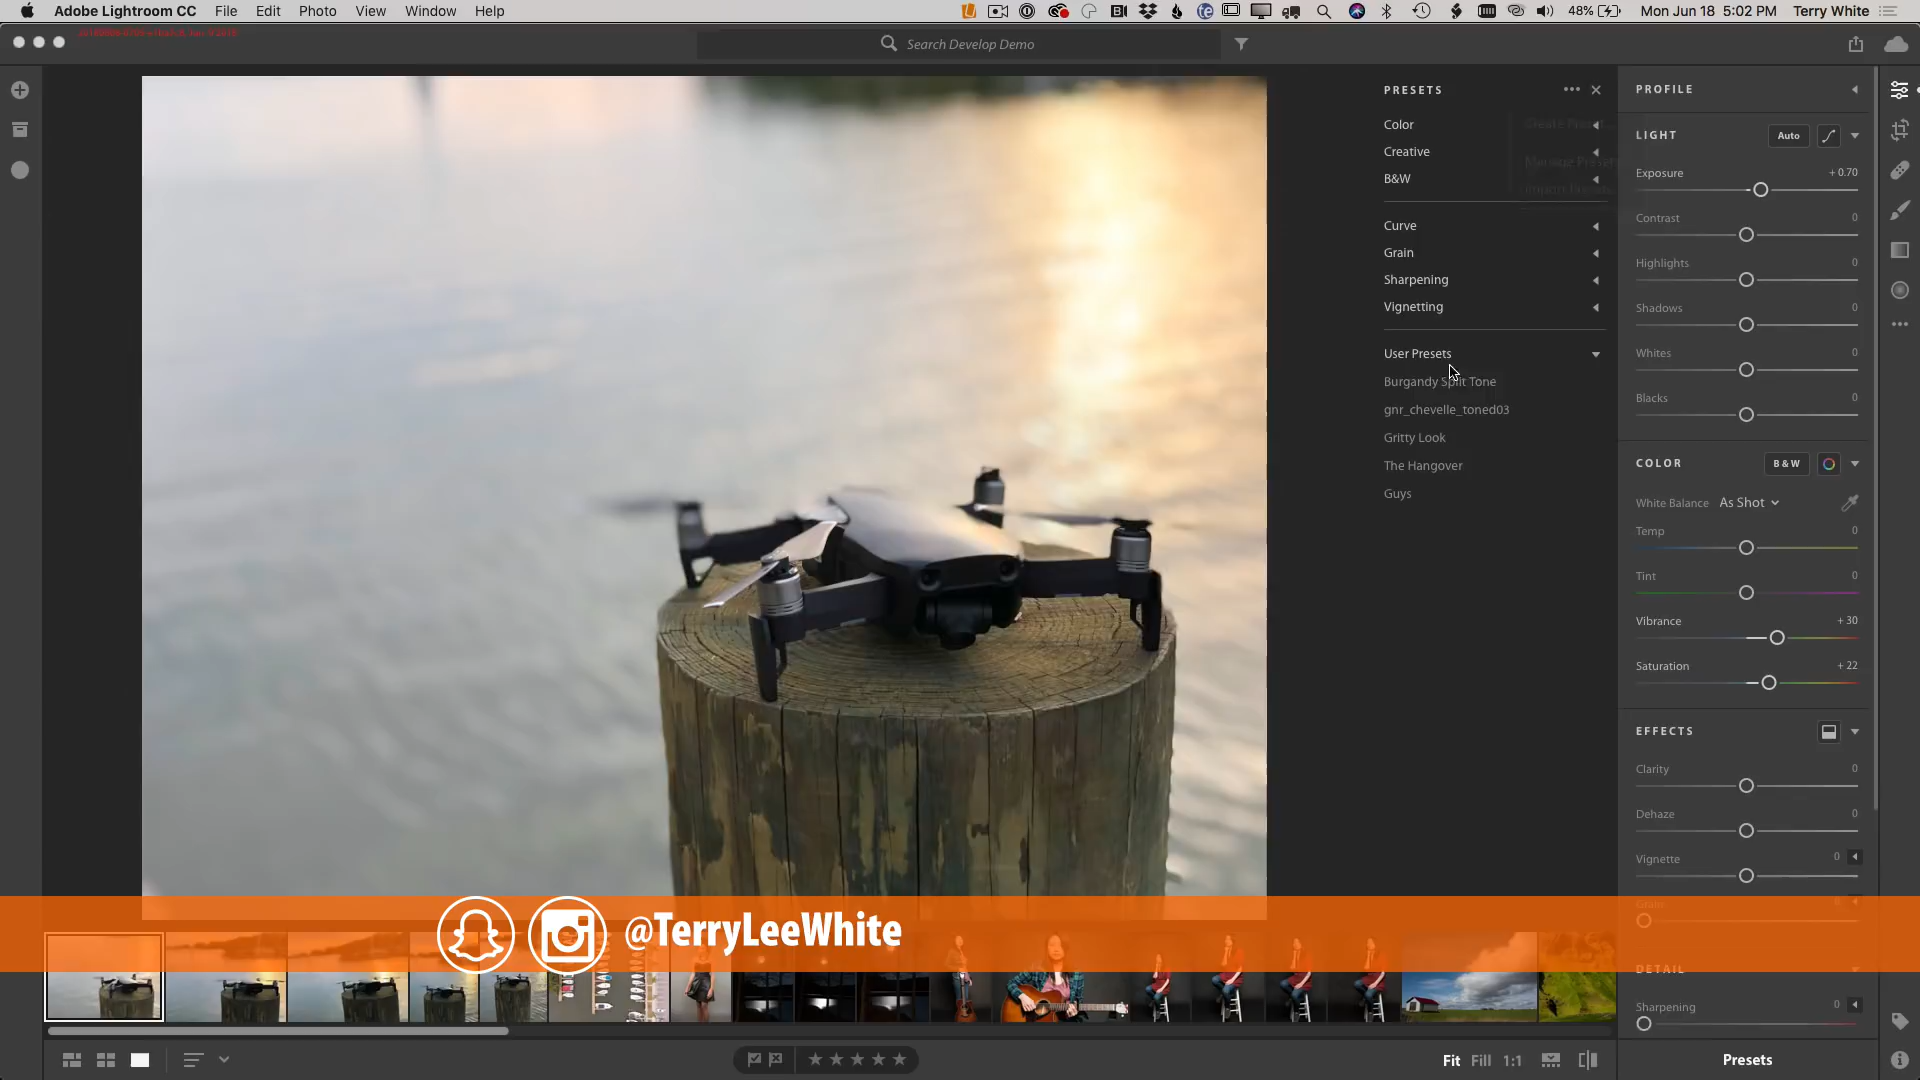 Adobe Lightroom CC File Edit Photo View Window Help
48% Mon Jun 18 5:02 PM Terry White
Search Develop Demo
PRESETS
Color
Creative
B&W
Curve
Grain
Sharpening
Vignetting
User Presets
Burgandy Split Tone
gnr_chevelle_toned03
Gritty Look
The Hangover
Guys
PROFILE
LIGHT Auto
Exposure + 0.70
Contrast 0
Highlights 0
Shadows 0
Whites 0
Blacks 0
COLOR B & W
White Balance As Shot
Temp 0
Tint 0
Vibrance + 30
Saturation + 22
EFFECTS
Clarity 0
Dehaze 0
Vignette 0
Grain 0
DETAIL
Sharpening 0
@TerryLeeWhite
Fit Fill 1:1
Presets